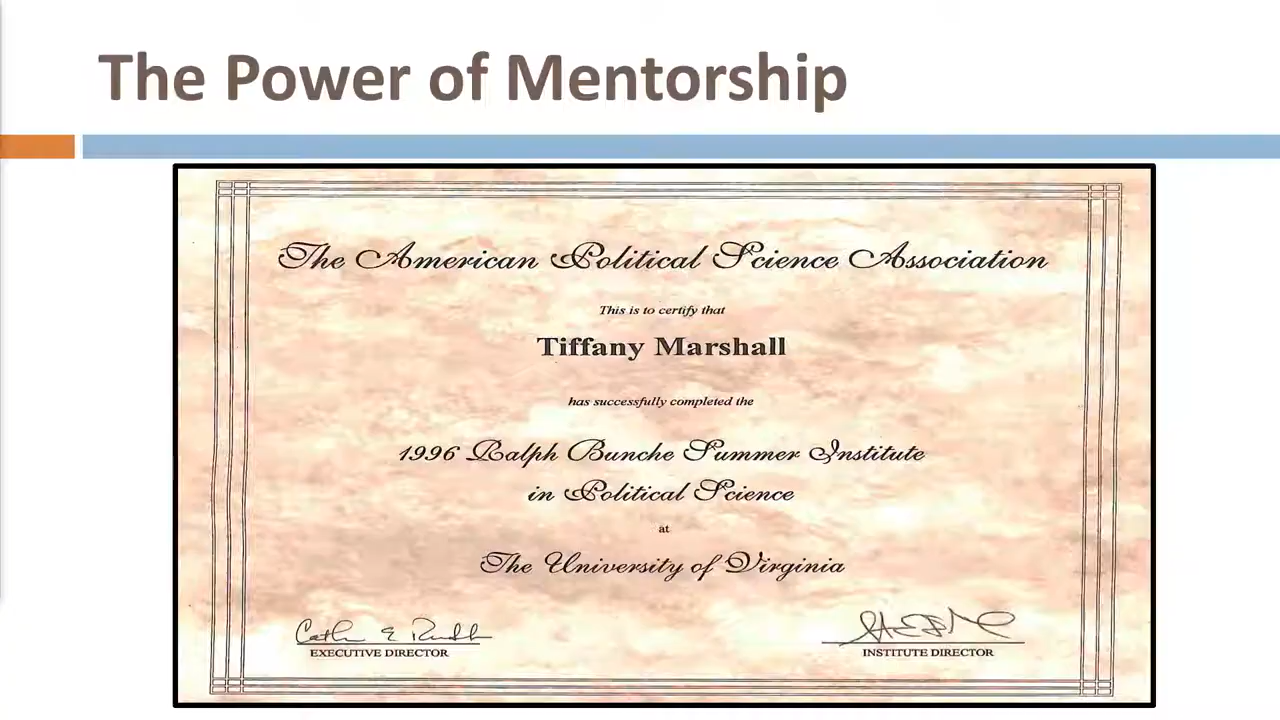 The Power of Mentorship
The American Political Science Association
This is to certify that
Tiffany Marshall
has successfully completed the
1996 Ralph Bunche Summer Institute
in Political Science
at
The University of Virginia
EXECUTIVE DIRECTOR
INSTITUTE DIRECTOR